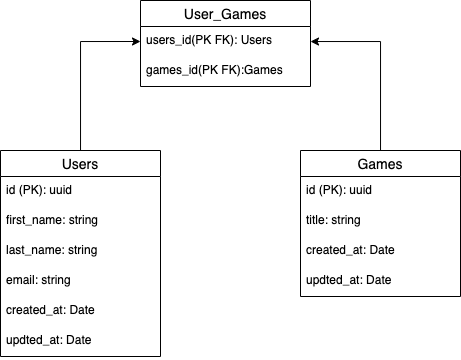 User_Games
users_id(PK FK): Users
games_id(PK FK):Games
Users
id (PK): uuid
first_name: string
last_name: string
email: string
created_at: Date
updted_at: Date
Games
id (PK): uuid
title: string
created_at: Date
updted_at: Date